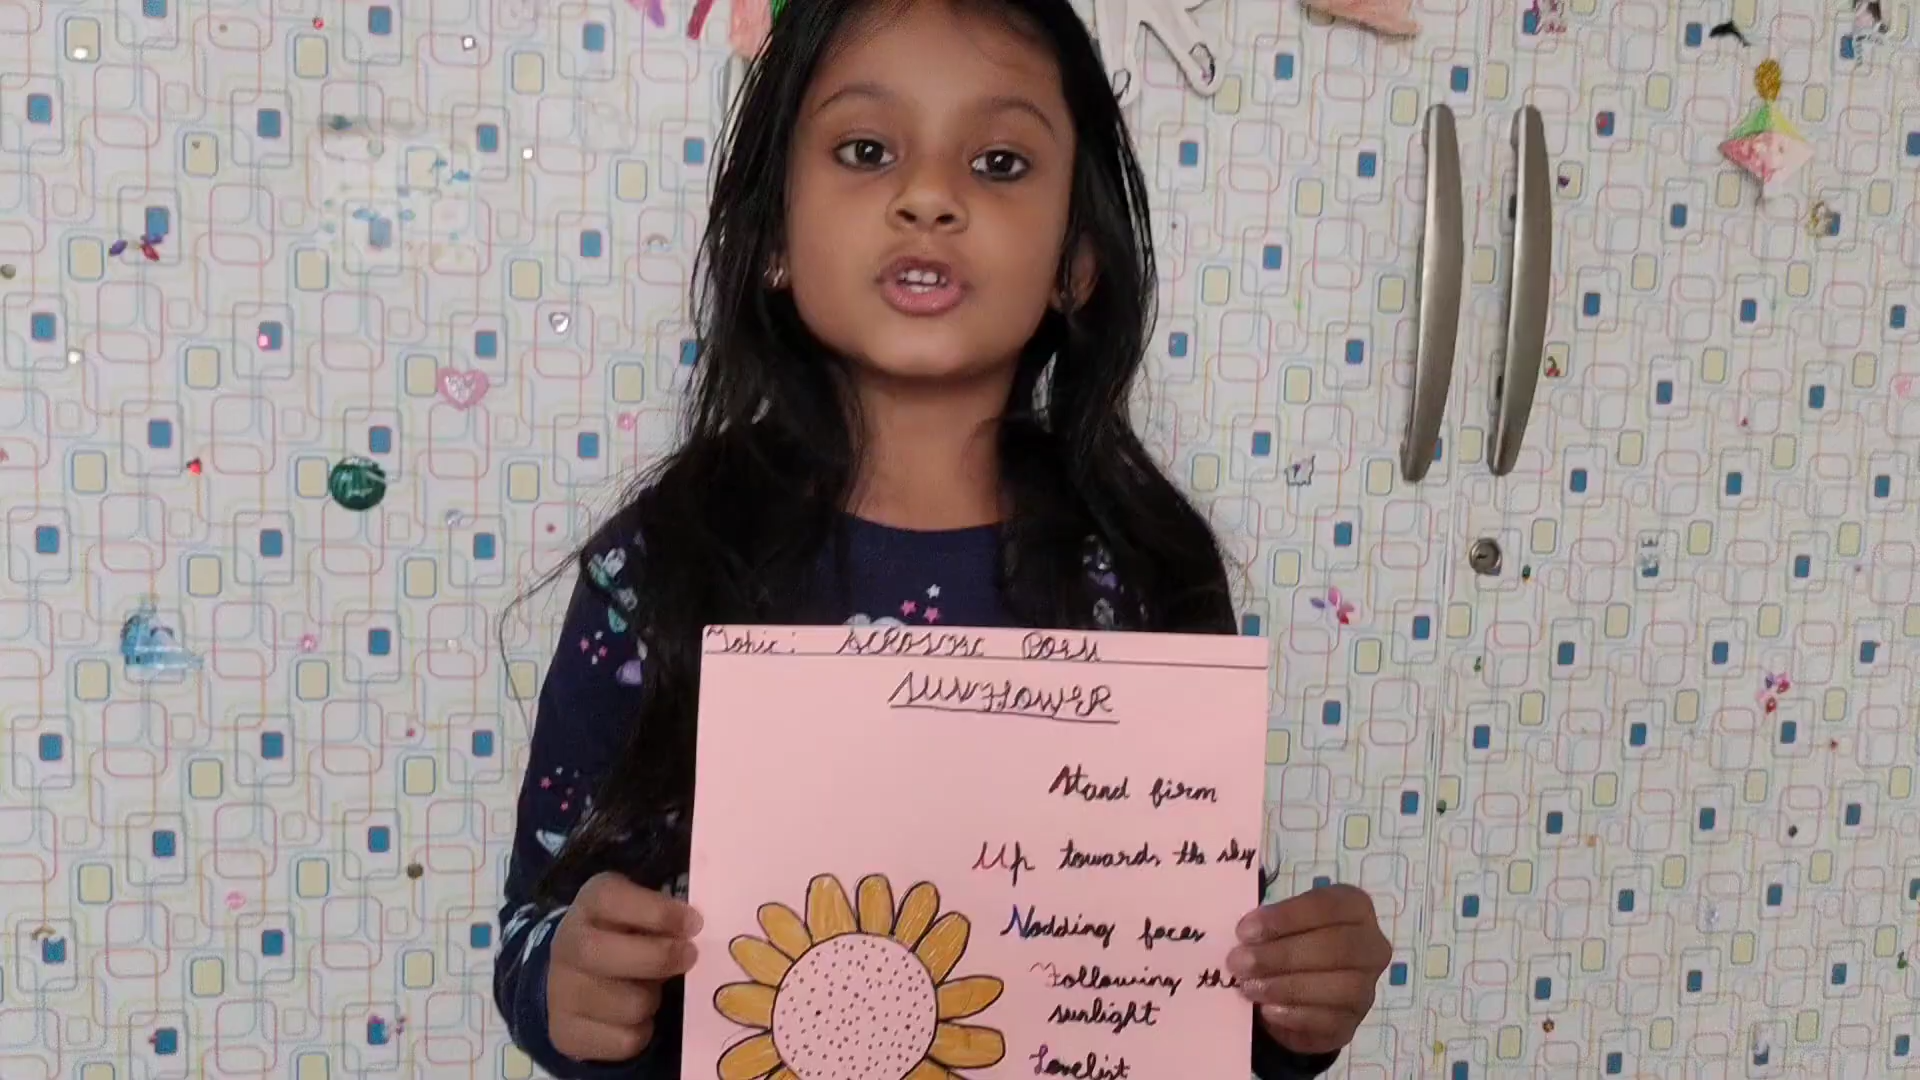 Topic: ACROSTIC POEM
SUNFLOWER
Stand firm
Up towards the sky
Nodding faces
Following the
sunlight
Loveliest